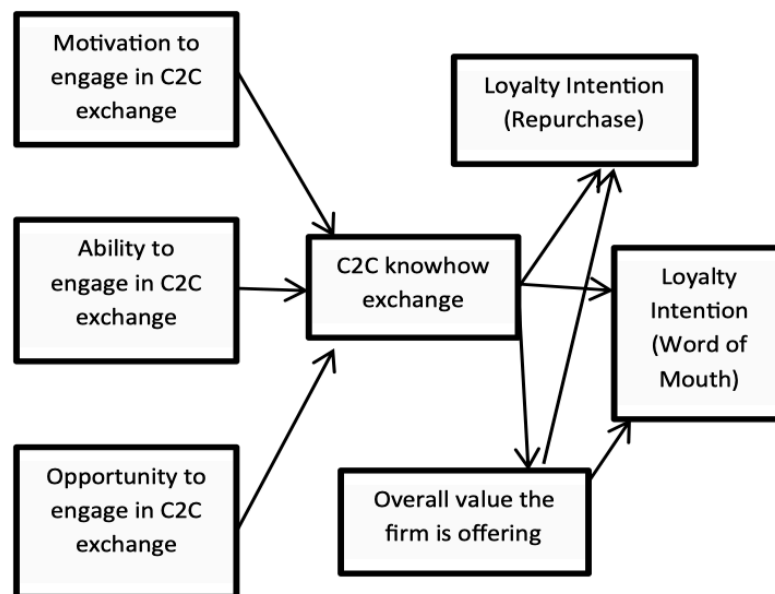 Motivation to
engage in C2C
exchange
Loyalty Intention
(Repurchase)
Ability to
engage in C2C
exchange
C2C knowhow
exchange
Loyalty
Intention
(Word of
Mouth)
Opportunity to
engage in C2C
exchange
Overall value the
firm is offering